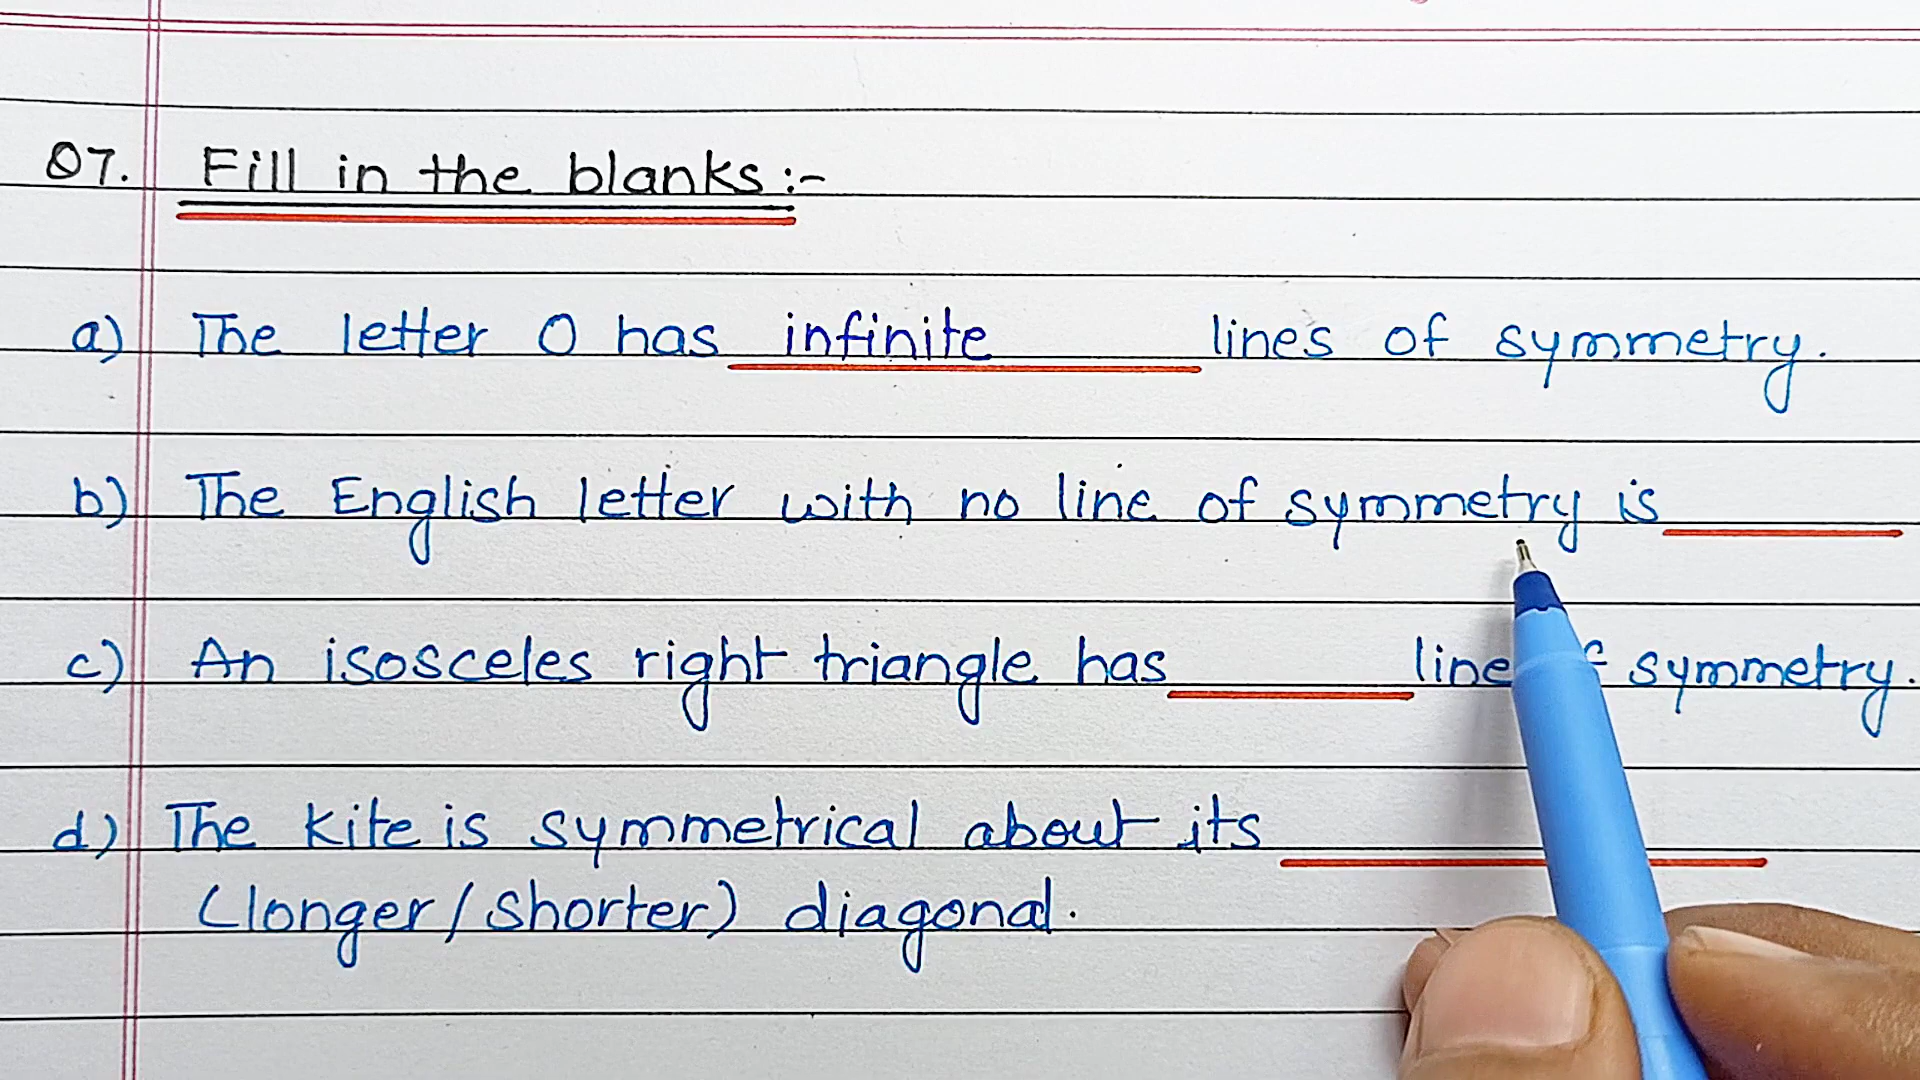 Q7. Fill in the blanks:-
a) The letter O has infinite lines of symmetry.
b) The English letter with no line of symmetry is
c) An isosceles right triangle has line symmetry.
d) The kite is symmetrical about its
(longer/shorter) diagonal.